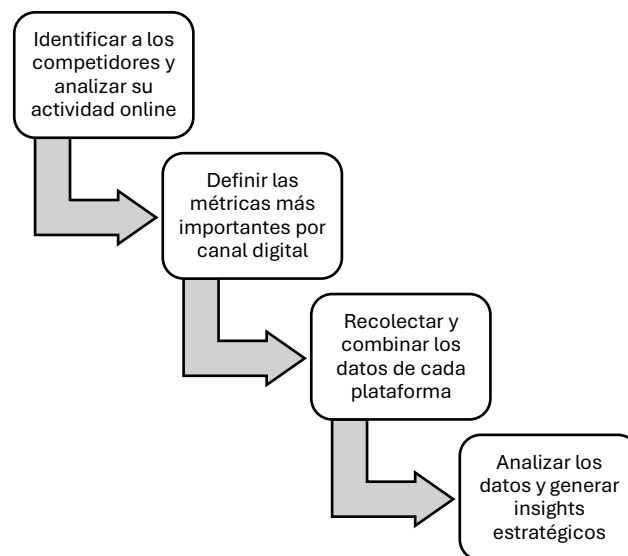 Identificar a los
competidores y
analizar su
actividad online
Definir las
métricas más
importantes por
canal digital
Recolectar y
combinar los
datos de cada
plataforma
Analizar los
datos y generar
insights
estratégicos